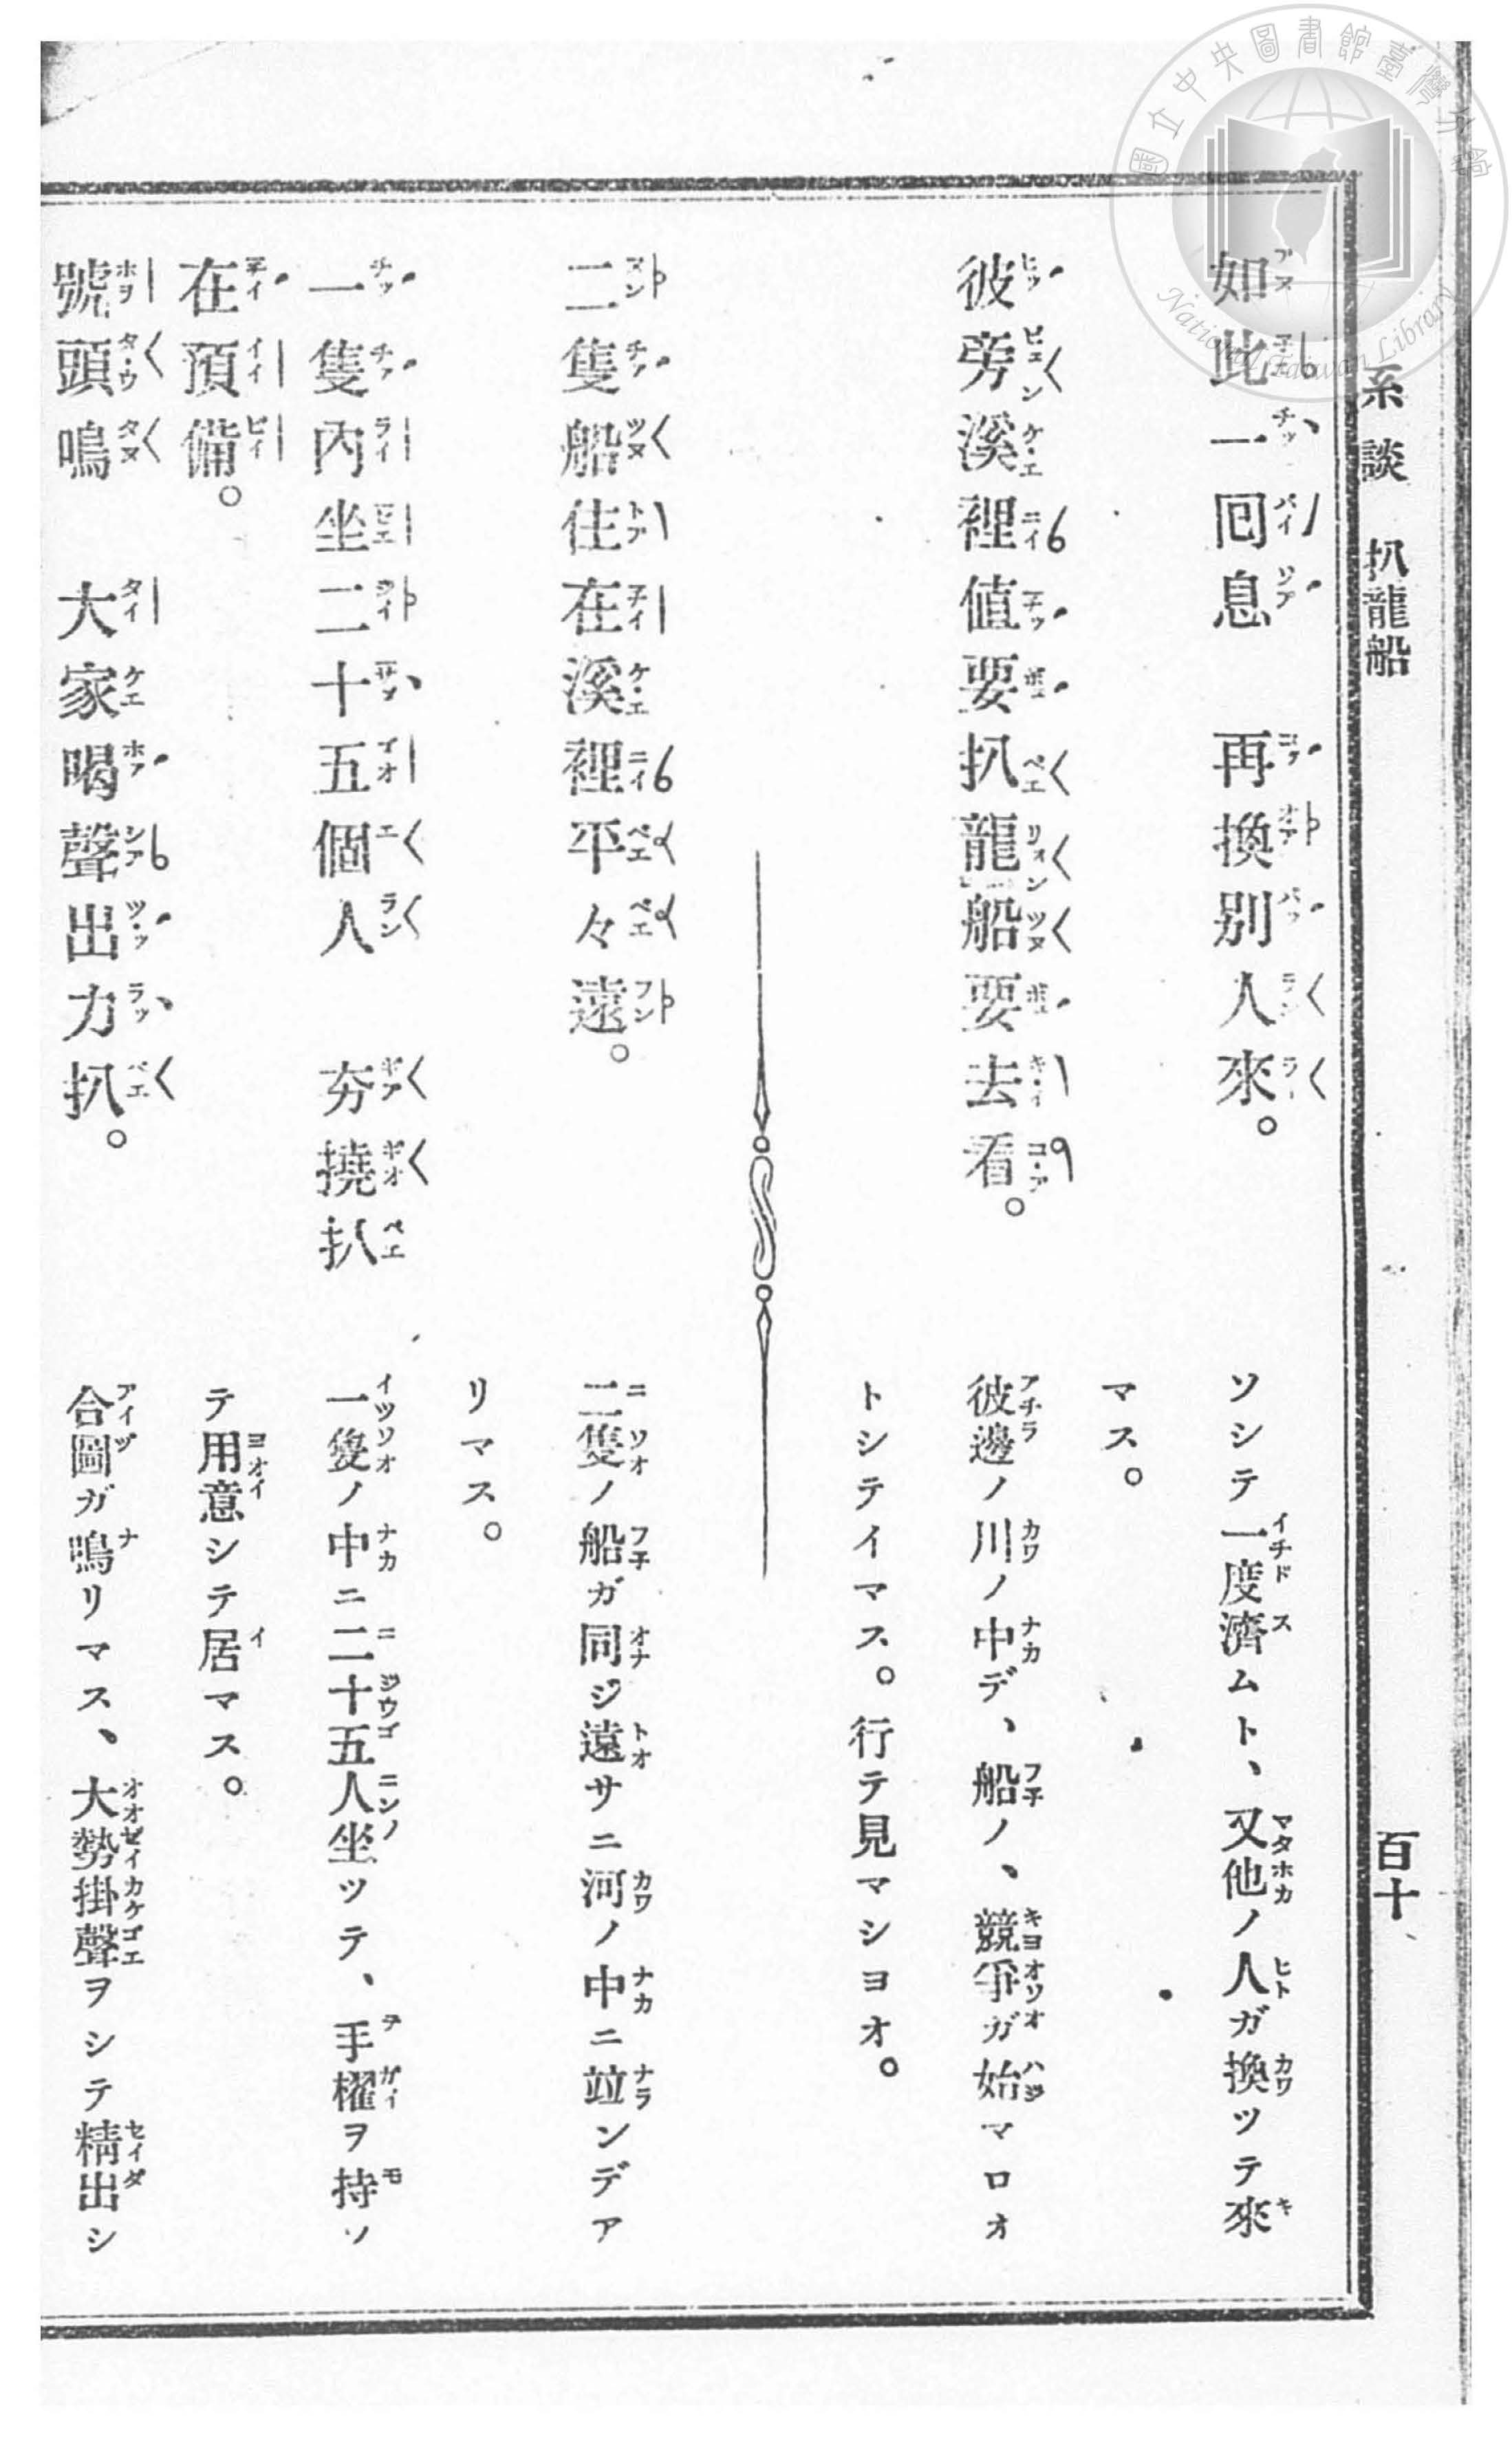 系談 扒龍船
百十
如此一囘息 再換別人來。
ソシテ一度濟ムト、又他ノ人ガ換ツテ來
マス。
彼旁溪裡值要扒龍船要去看。
彼邊ノ川ノ中デ、船ノ、競爭ガ始マロオ
トシテイマス。行テ見マシヨオ。
二隻船住在溪裡平々遠。
二隻ノ船ガ同ジ遠サニ河ノ中ニ竝ンデア
リマス。
一隻內坐二十五個人 夯撓扒
在預備。
一隻ノ中ニ二十五人坐ツテ、手櫂ヲ持ツ
テ用意シテ居マス。
號頭鳴 大家喝聲出力扒。
合圖ガ鳴リマス、大勢掛聲ヲシテ精出シ
國立中央圖書館臺灣分館
National Taiwan Library